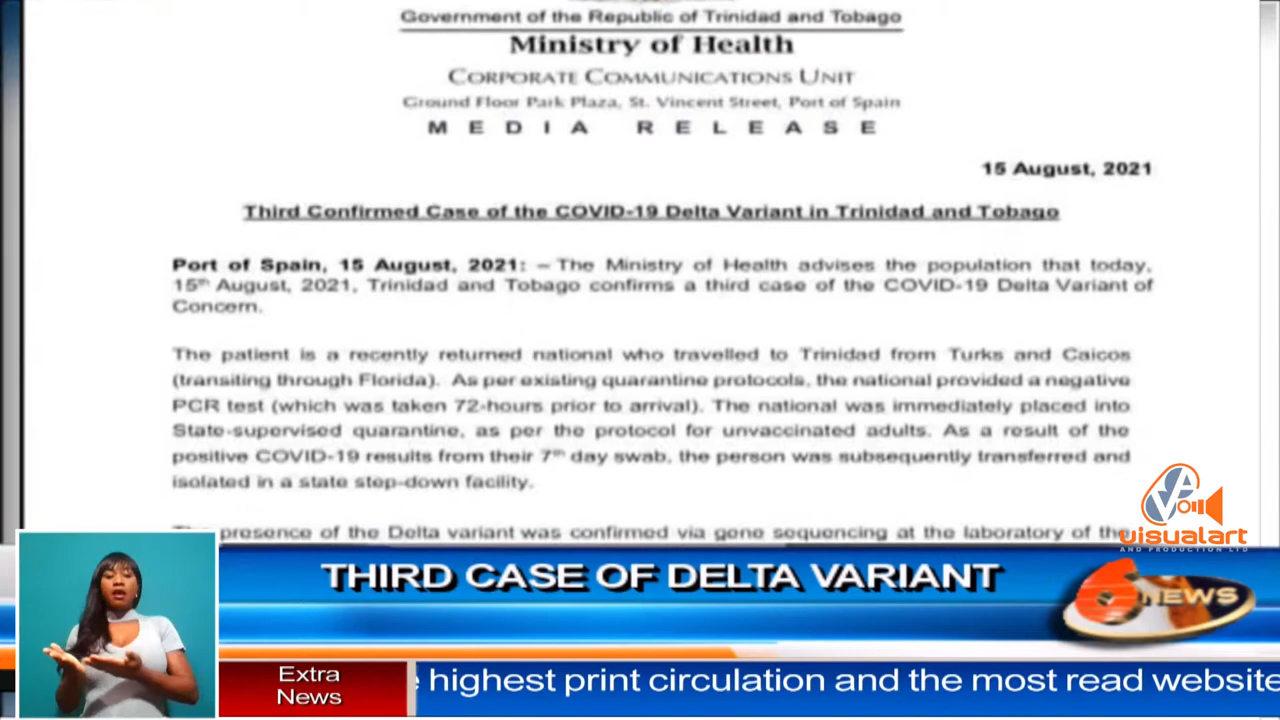 Government of the Republic of Trinidad and Tobago
Ministry of Health
CORPORATE COMMUNICATIONS UNIT
Ground Floor Park Plaza, St. Vincent Street, Port of Spain
MEDIA RELEASE
15 August, 2021
Third Confirmed Case of the COVID-19 Delta Variant in Trinidad and Tobago
Port of Spain, 15 August, 2021: – The Ministry of Health advises the population that today,
15th August, 2021, Trinidad and Tobago confirms a third case of the COVID-19 Delta Variant of
Concern.
The patient is a recently returned national who travelled to Trinidad from Turks and Caicos
(transiting through Florida). As per existing quarantine protocols, the national provided a negative
PCR test (which was taken 72-hours prior to arrival). The national was immediately placed into
State-supervised quarantine, as per the protocol for unvaccinated adults. As a result of the
positive COVID-19 results from their 7th day swab, the person was subsequently transferred and
isolated in a state step-down facility.
presence of the Delta variant was confirmed via gene sequencing at the laboratory of the
visualart
AND PRODUCTION LTD
THIRD CASE OF DELTA VARIANT
6 NEWS
Extra
News
highest print circulation and the most read website